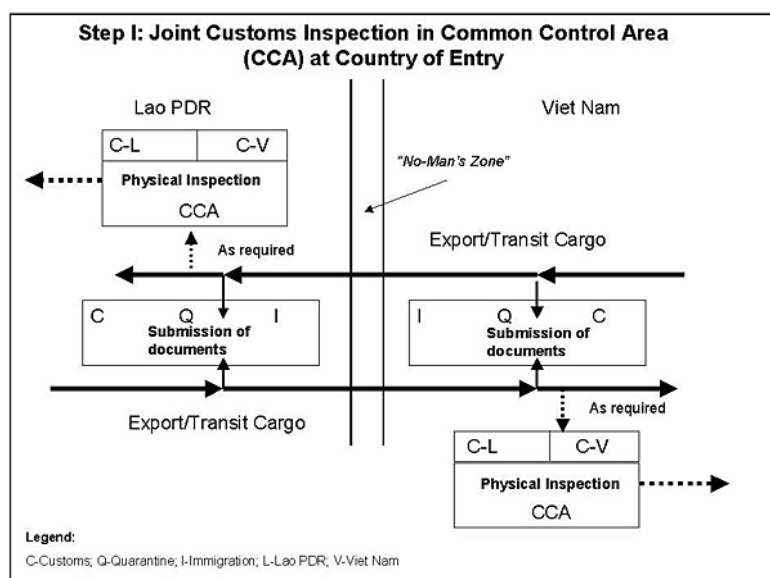 Step I: Joint Customs Inspection in Common Control Area
(CCA) at Country of Entry
Lao PDR
Viet Nam
C-L
C-V
Physical Inspection
CCA
"No-Man's Zone"
As required
Export/Transit Cargo
C
Q
I
Submission of
documents
I
Q
C
Submission of
documents
Export/Transit Cargo
As required
C-L
C-V
Physical Inspection
CCA
Legend:
C-Customs; Q-Quarantine; I-Immigration; L-Lao PDR; V-Viet Nam